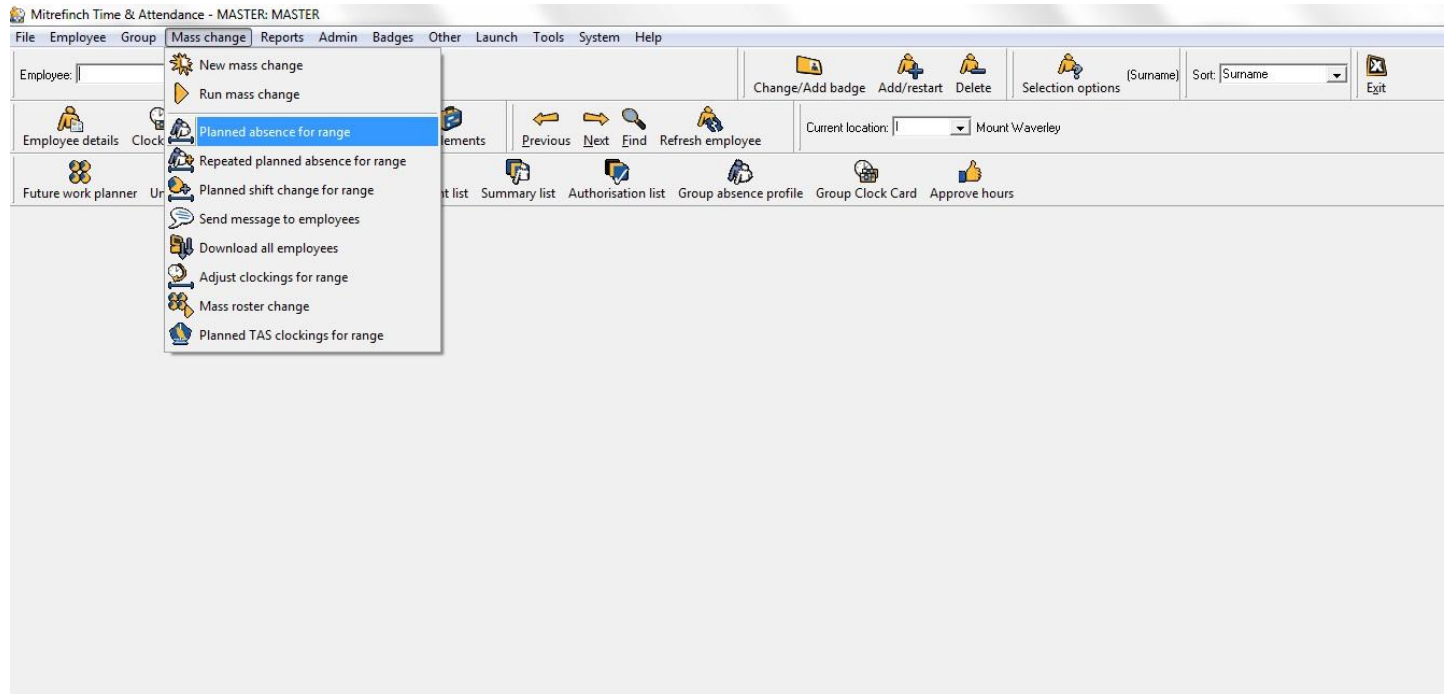 Mitrefinch Time & Attendance - MASTER: MASTER
File Employee Group Mass change Reports Admin Badges Other Launch Tools System Help
Employee:
Change/Add badge Add/restart Delete Selection options (Surname) Sort: Surname Exit
New mass change
Run mass change
Planned absence for range
Repeated planned absence for range
Planned shift change for range
Send message to employees
Download all employees
Adjust clockings for range
Mass roster change
Planned TAS clockings for range
Employee details Clock Previous Next Find Refresh employee Current location: Mount Waverley
Future work planner list Summary list Authorisation list Group absence profile Group Clock Card Approve hours